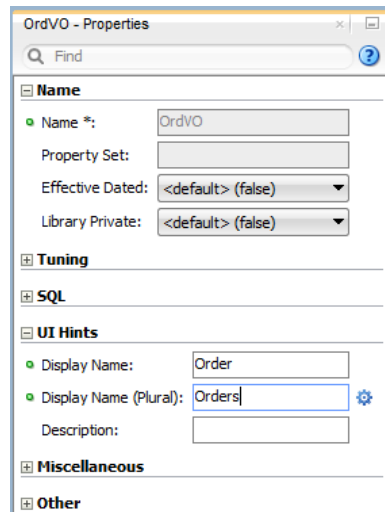 OrdVO - Properties
Find
Name
Name *: OrdVO
Property Set:
Effective Dated: <default> (false)
Library Private: <default> (false)
Tuning
SQL
UI Hints
Display Name: Order
Display Name (Plural): Orders
Description:
Miscellaneous
Other